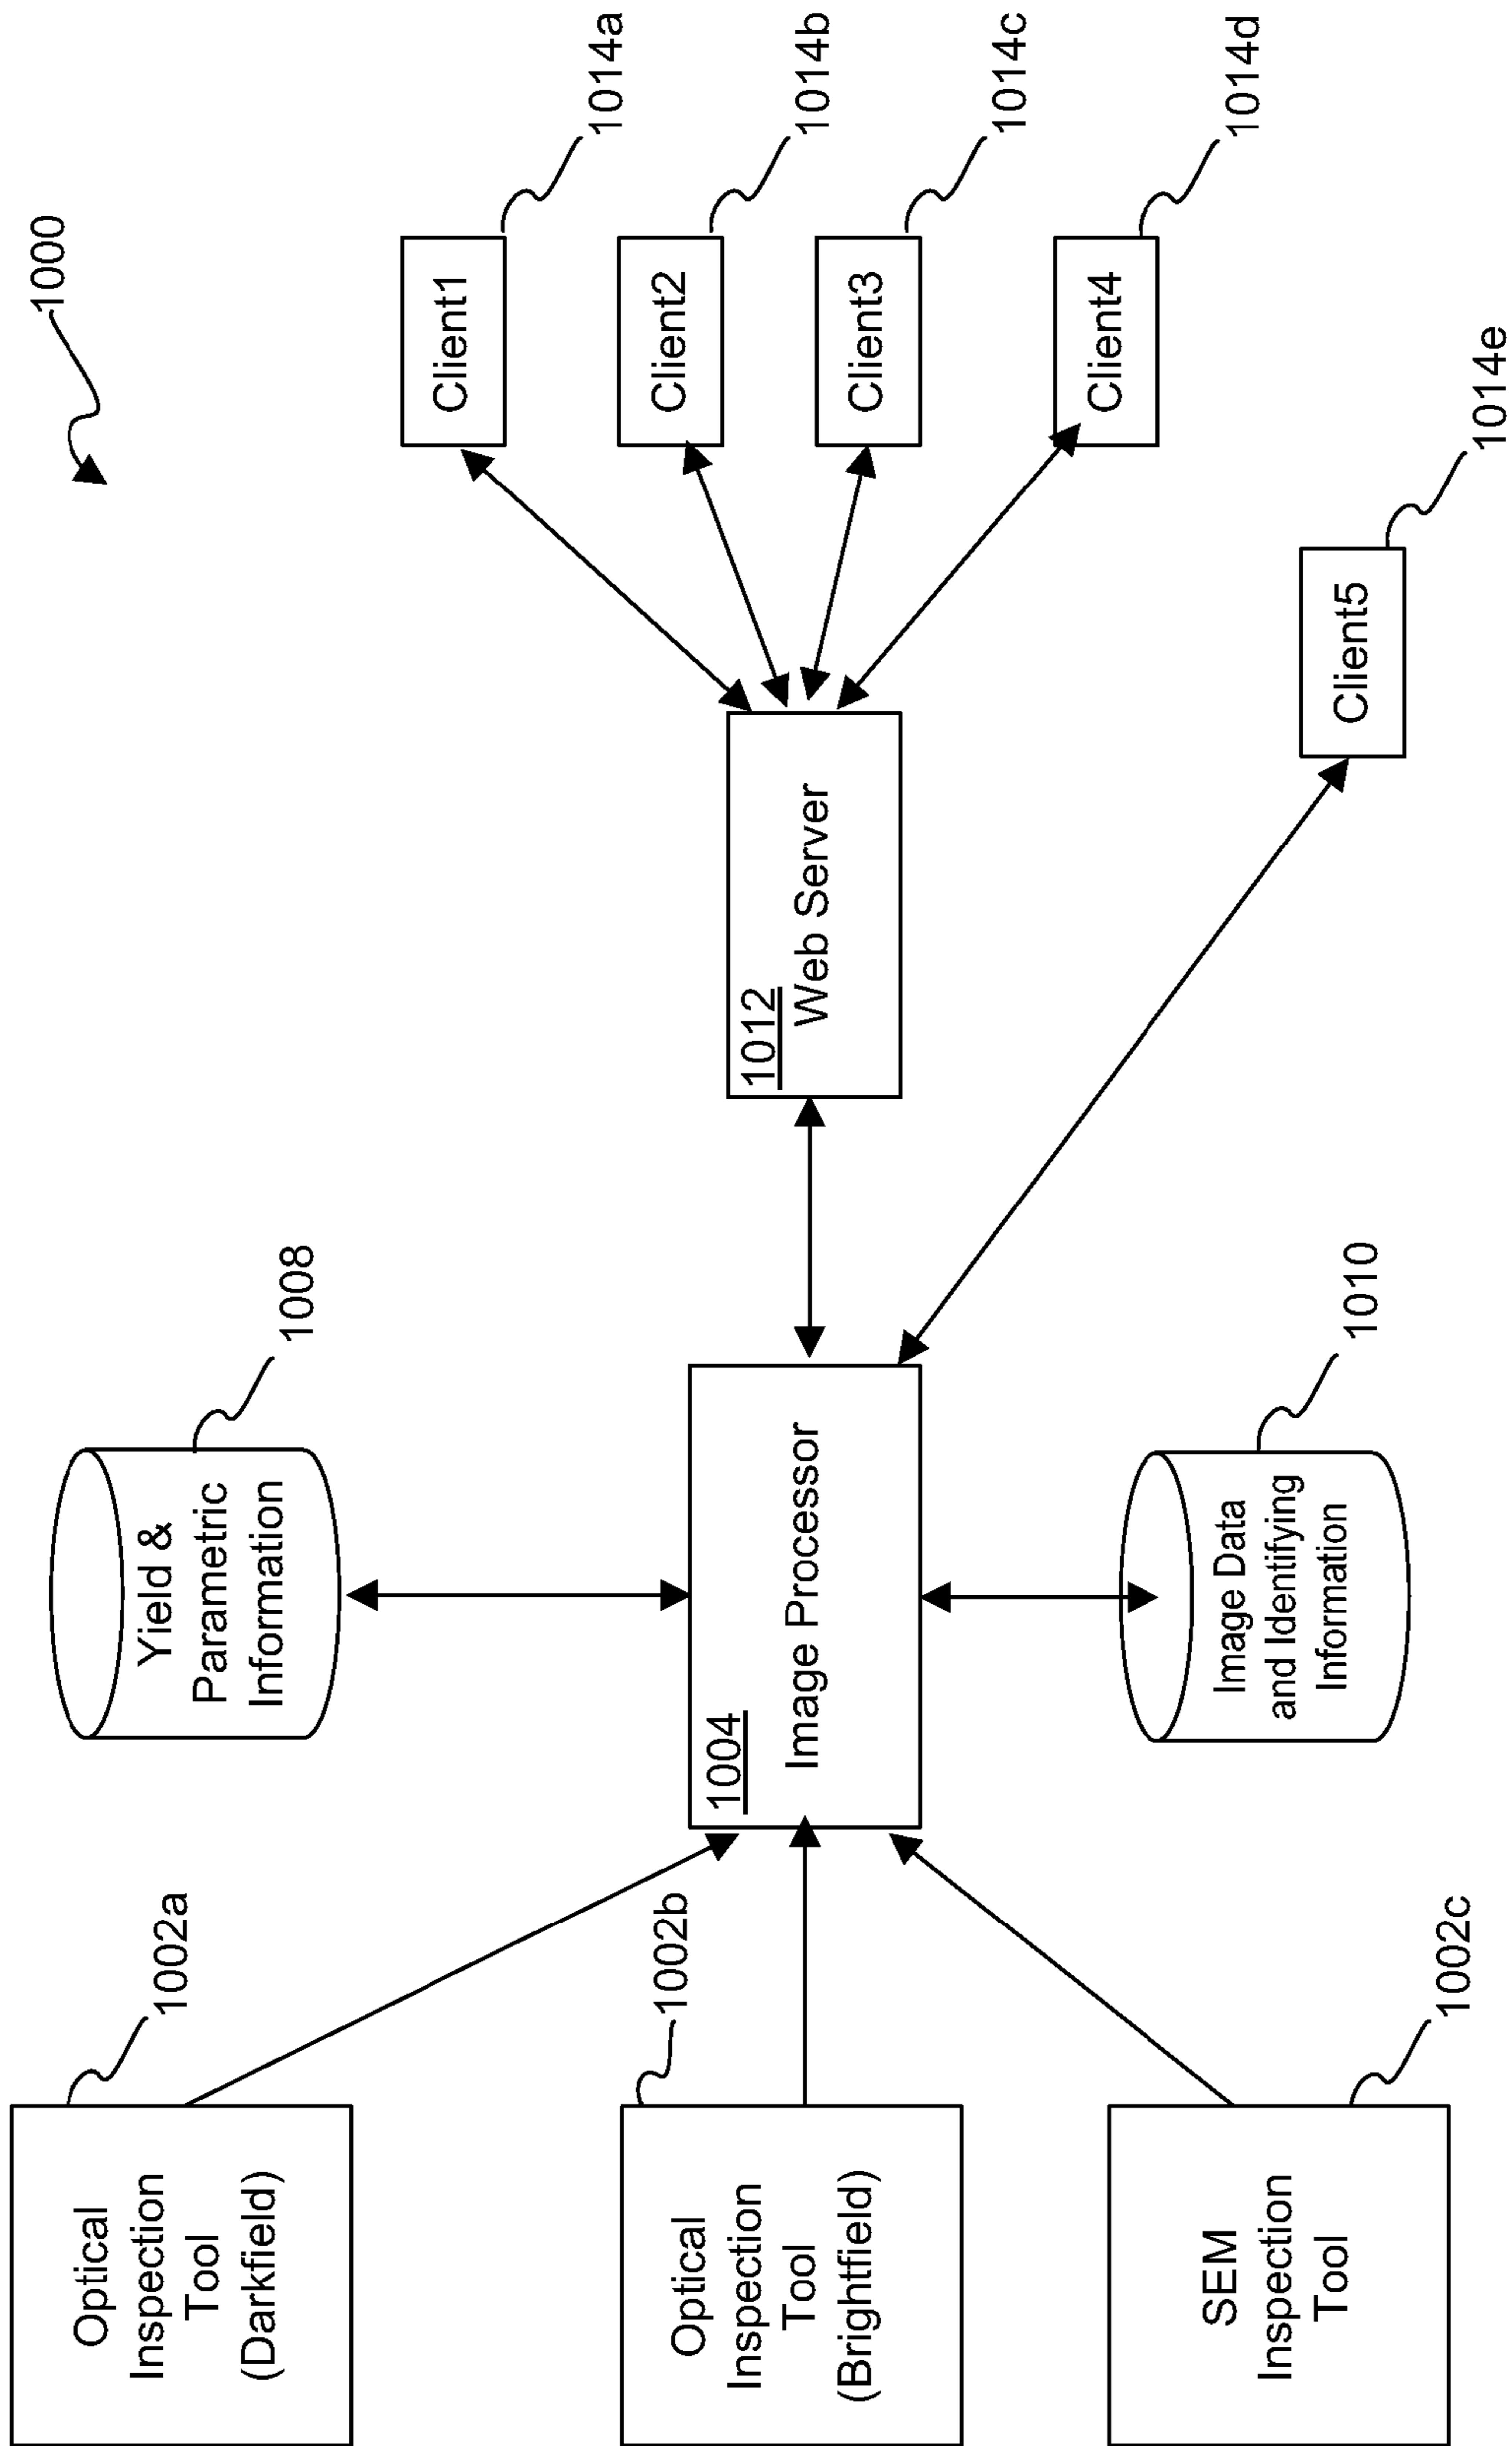 1000
Optical
Inspection
Tool
(Darkfield)
1002a
Optical
Inspection
Tool
(Brightfield)
1002b
SEM
Inspection
Tool
1002c
Yield &
Parametric
Information
1008
1004
Image Processor
Image Data
and Identifying
Information
1010
1012
Web Server
Client1
1014a
Client2
1014b
Client3
1014c
Client4
1014d
Client5
1014e